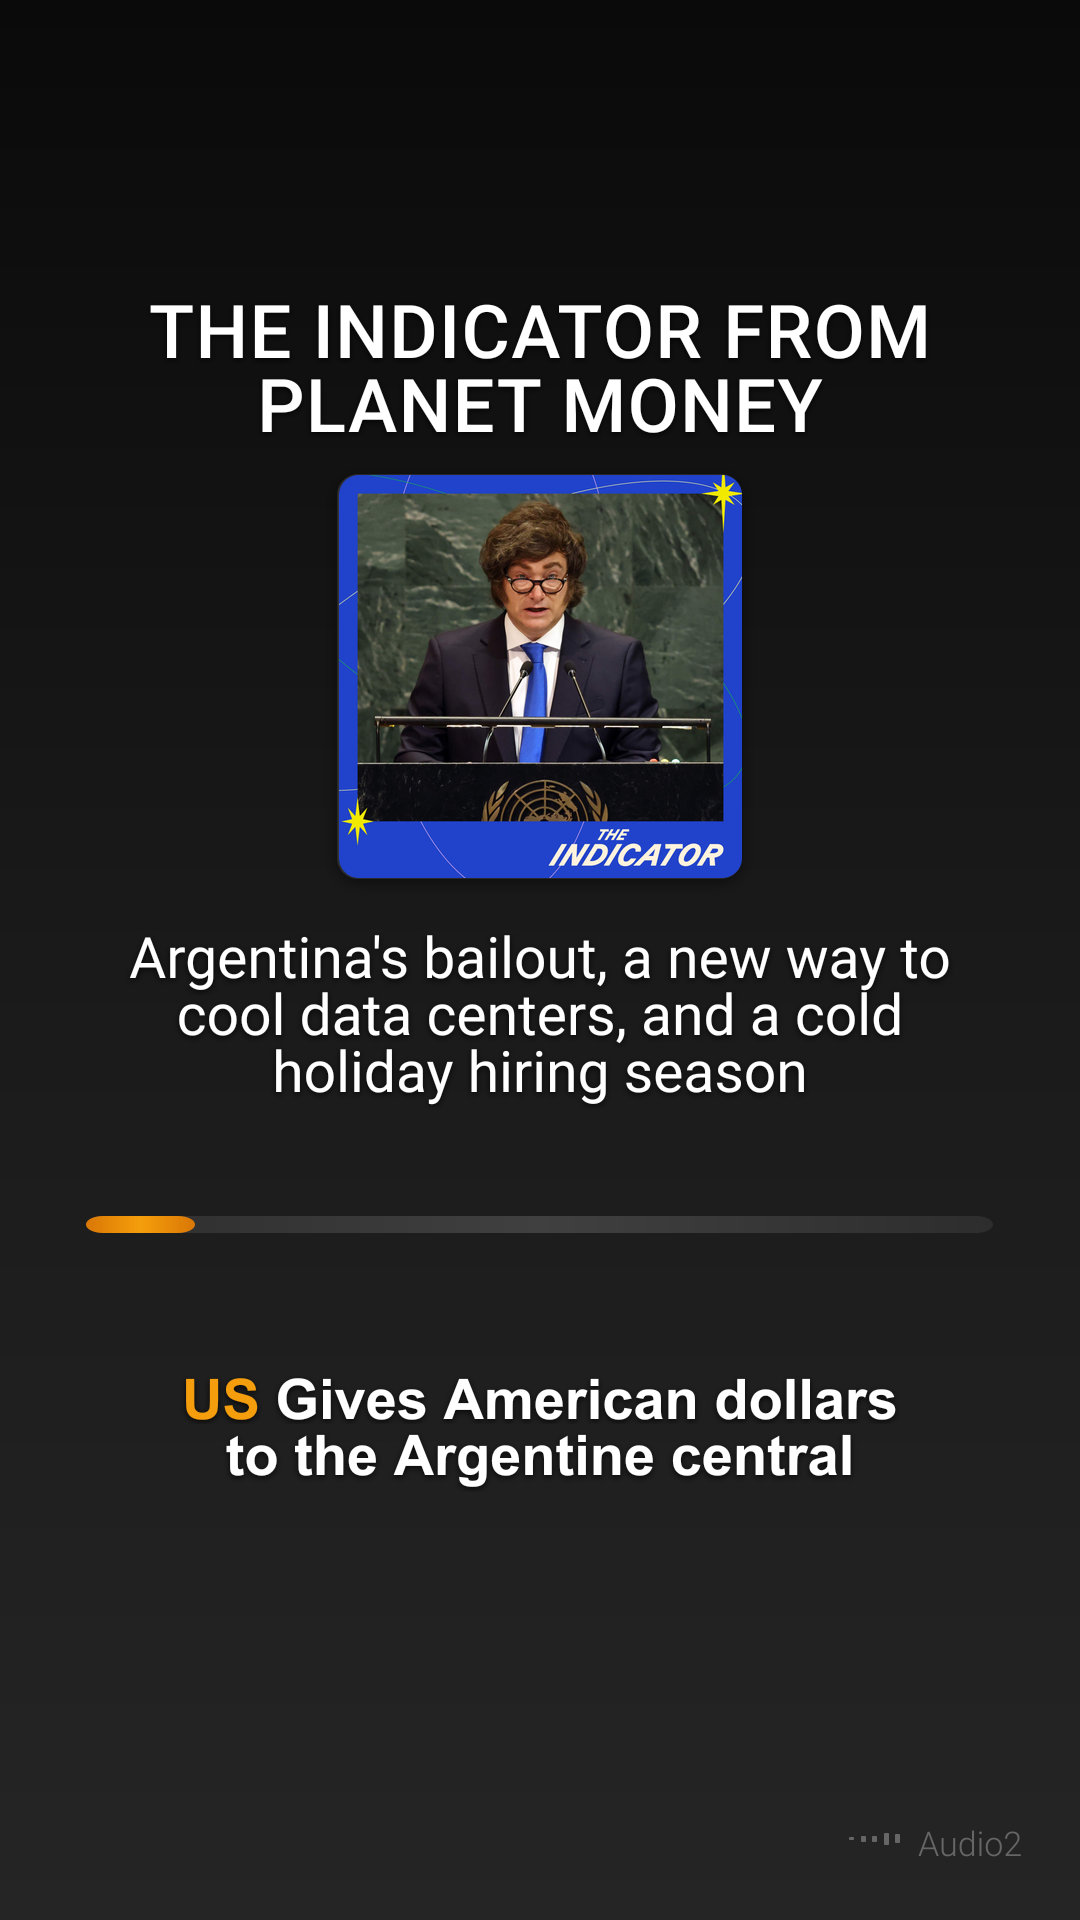 THE INDICATOR FROM
PLANET MONEY
THE
INDICATOR
Argentina's bailout, a new way to
cool data centers, and a cold
holiday hiring season
US Gives American dollars
to the Argentine central
Audio2